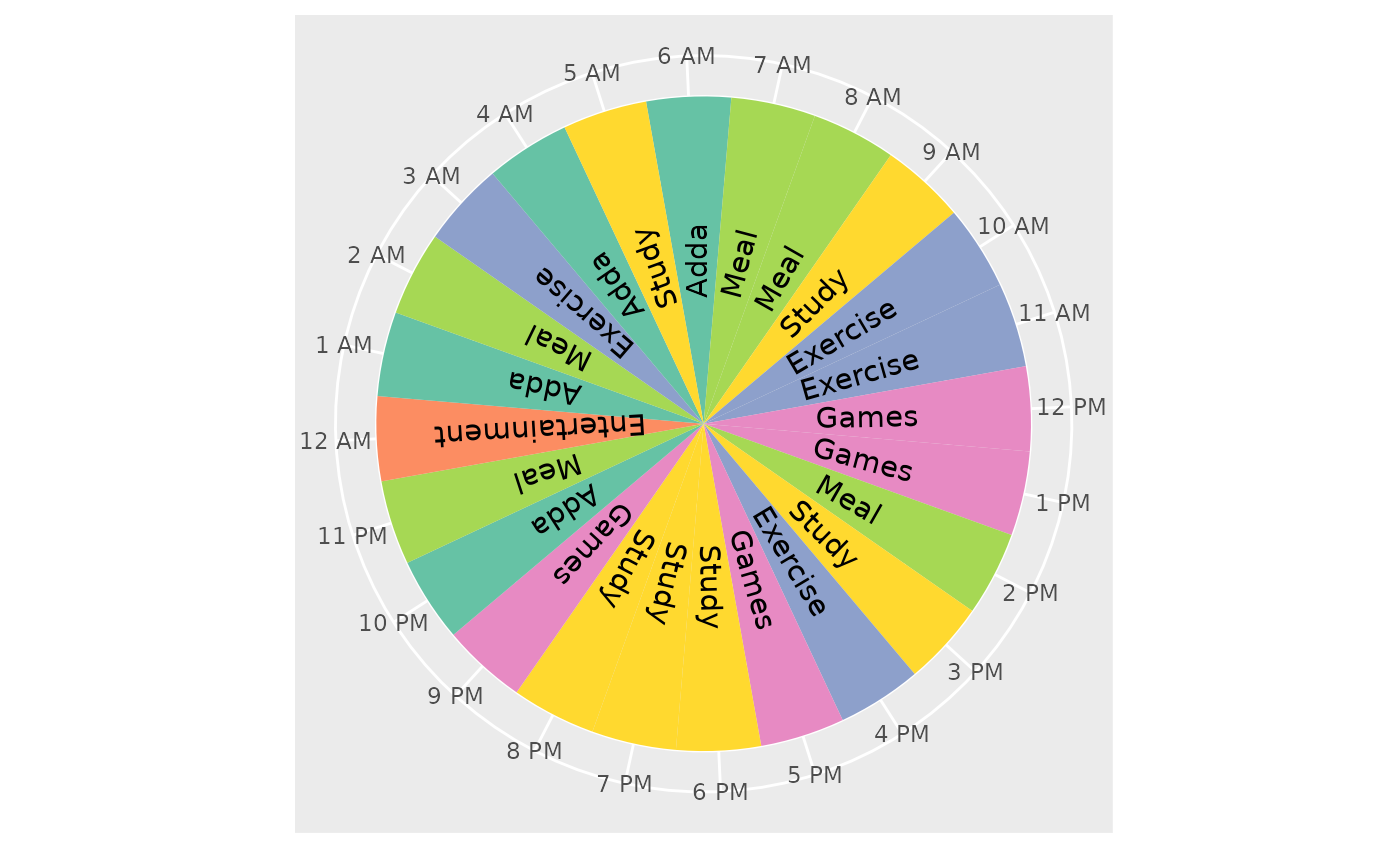 6 AM
7 AM
8 AM
9 AM
10 AM
11 AM
12 PM
1 PM
2 PM
3 PM
4 PM
5 PM
6 PM
7 PM
8 PM
9 PM
10 PM
11 PM
12 AM
1 AM
2 AM
3 AM
4 AM
5 AM
Adda
Meal
Meal
Study
Exercise
Exercise
Games
Games
Meal
Study
Exercise
Games
Study
Study
Study
Games
Adda
Meal
Entertainment
Adda
Meal
Exercise
Adda
Study